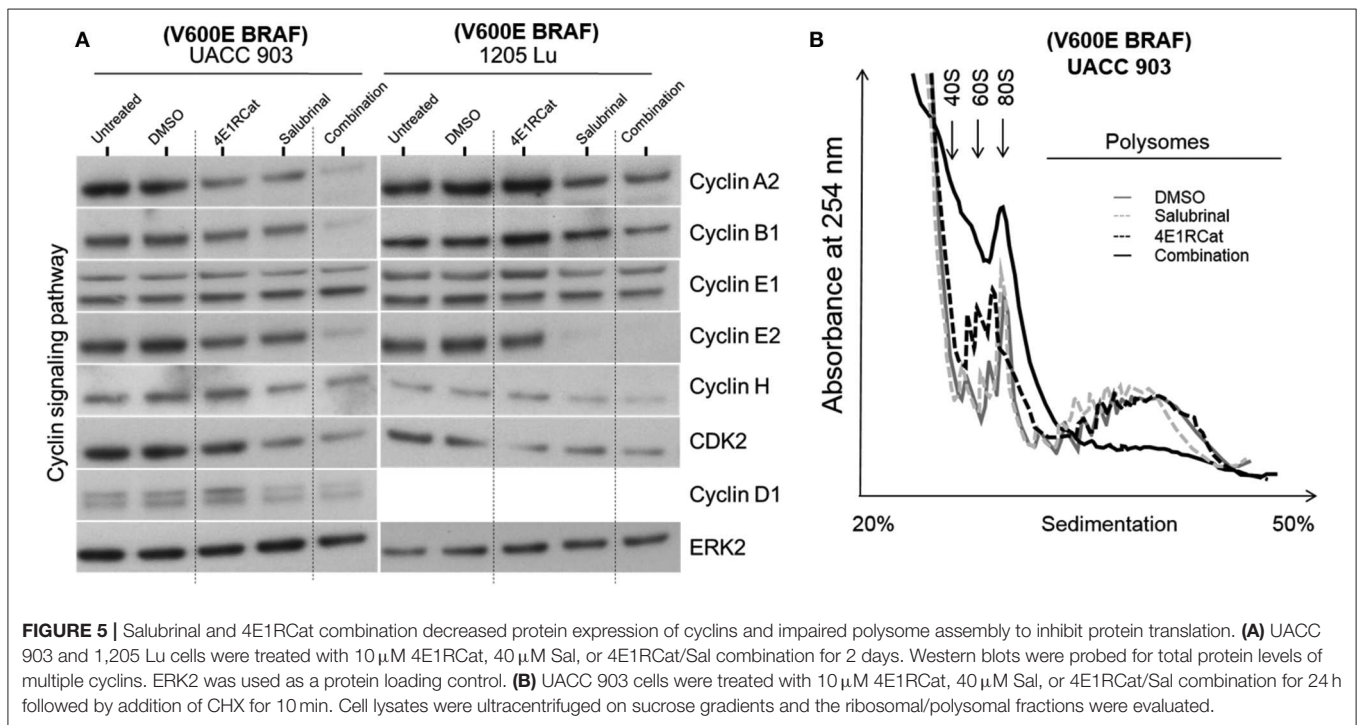 A
(V600E BRAF)
UACC 903
(V600E BRAF)
1205 Lu
Untreated
DMSO
4E1RCat
Salubrinal
Combination
Untreated
DMSO
4E1RCat
Salubrinal
Combination
Cyclin signaling pathway
Cyclin A2
Cyclin B1
Cyclin E1
Cyclin E2
Cyclin H
CDK2
Cyclin D1
ERK2
B
(V600E BRAF)
UACC 903
40S
60S
80S
Polysomes
DMSO
Salubrinal
4E1RCat
Combination
Absorbance at 254 nm
20%
Sedimentation
50%
FIGURE 5 | Salubrinal and 4E1RCat combination decreased protein expression of cyclins and impaired polysome assembly to inhibit protein translation. (A) UACC
903 and 1,205 Lu cells were treated with 10 μM 4E1RCat, 40 μM Sal, or 4E1RCat/Sal combination for 2 days. Western blots were probed for total protein levels of
multiple cyclins. ERK2 was used as a protein loading control. (B) UACC 903 cells were treated with 10 μM 4E1RCat, 40 μM Sal, or 4E1RCat/Sal combination for 24 h
followed by addition of CHX for 10 min. Cell lysates were ultracentrifuged on sucrose gradients and the ribosomal/polysomal fractions were evaluated.